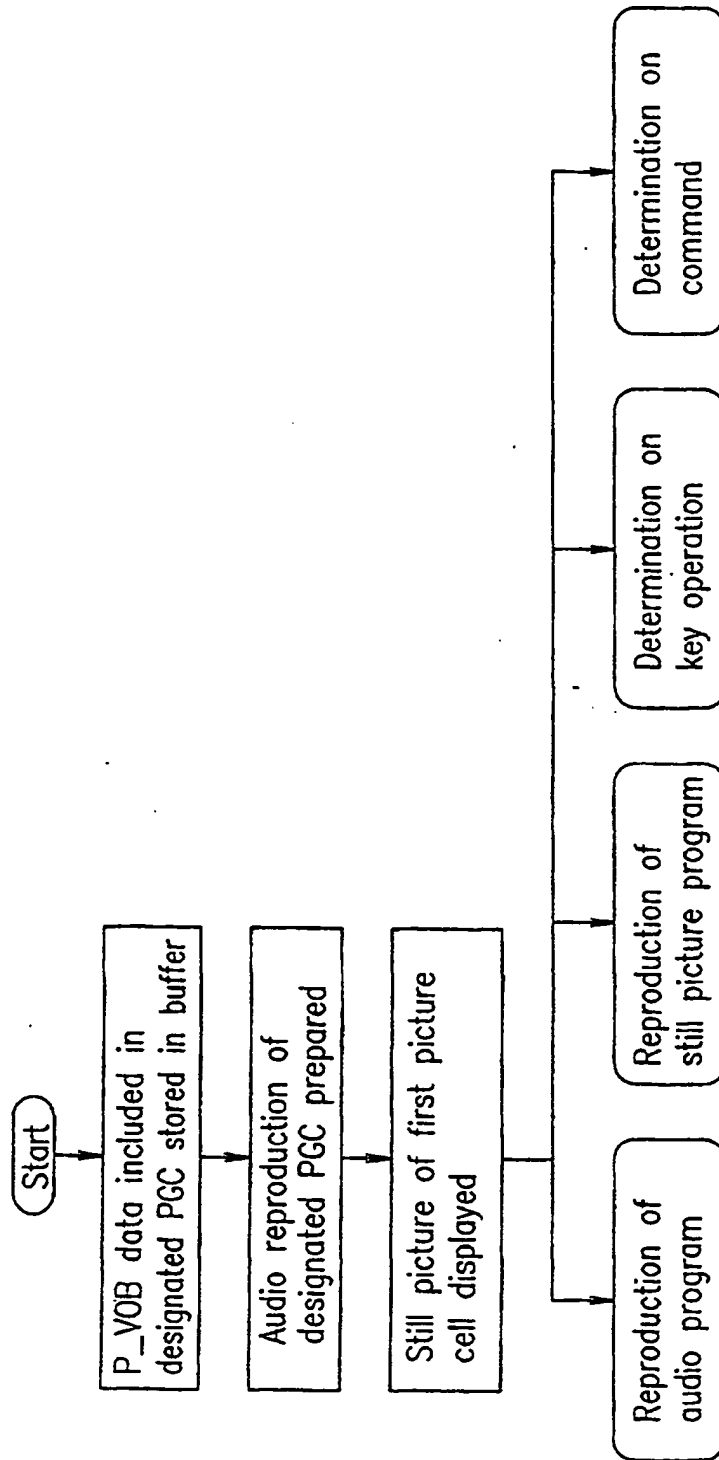 Start
P_VOB data included in
designated PGC stored in buffer
Audio reproduction of
designated PGC prepared
Still picture of first picture
cell displayed
Reproduction of
audio program
Reproduction of
still picture program
Determination on
key operation
Determination on
command